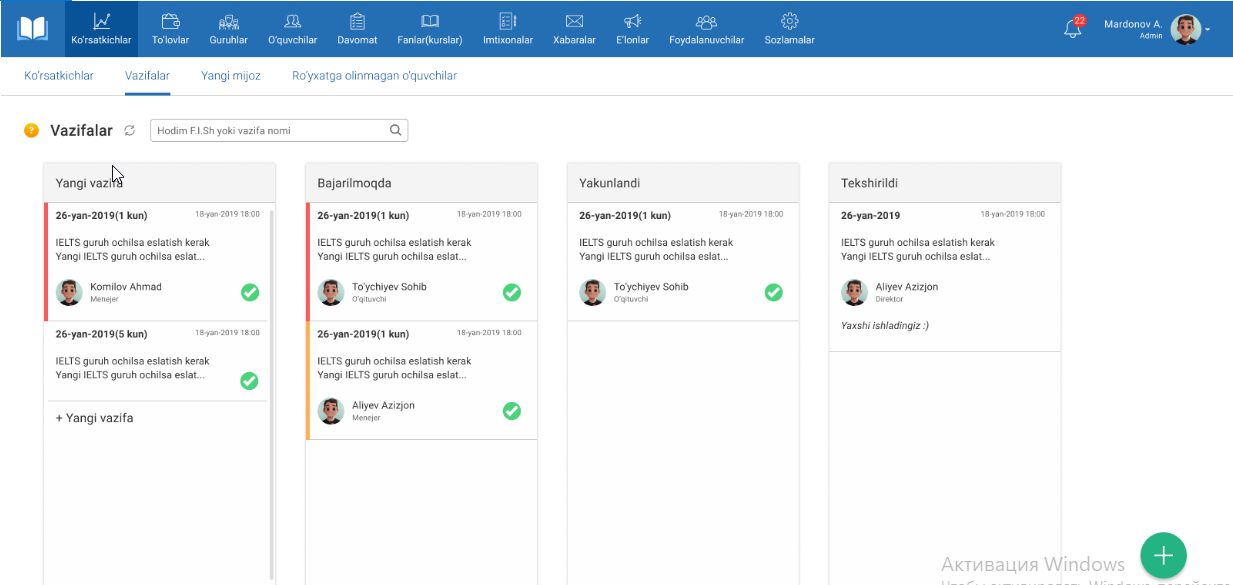 Ko'rsatkichlar
To'lovlar
Guruhlar
O'quvchilar
Davomat
Fanlar(kurslar)
Imtixonalar
Xabaralar
E'lonlar
Foydalanuvchilar
Sozlamalar
22
Mardonov A.
Admin
Ko'rsatkichlar
Vazifalar
Yangi mijoz
Ro'yxatga olinmagan o'quvchilar
?
Vazifalar
Hodim F.I.Sh yoki vazifa nomi
Yangi vazifa
26-yan-2019(1 kun)
18-yan-2019 18:00
IELTS guruh ochilsa eslatish kerak
Yangi IELTS guruh ochilsa eslat...
Komilov Ahmad
Menejer
26-yan-2019(5 kun)
18-yan-2019 18:00
IELTS guruh ochilsa eslatish kerak
Yangi IELTS guruh ochilsa eslat...
+ Yangi vazifa
Bajarilmoqda
26-yan-2019(1 kun)
18-yan-2019 18:00
IELTS guruh ochilsa eslatish kerak
Yangi IELTS guruh ochilsa eslat...
To'ychiyev Sohib
O'qituvchi
26-yan-2019(1 kun)
18-yan-2019 18:00
IELTS guruh ochilsa eslatish kerak
Yangi IELTS guruh ochilsa eslat...
Aliyev Azizjon
Menejer
Yakunlandi
26-yan-2019(1 kun)
18-yan-2019 18:00
IELTS guruh ochilsa eslatish kerak
Yangi IELTS guruh ochilsa eslat...
To'ychiyev Sohib
O'qituvchi
Tekshirildi
26-yan-2019
18-yan-2019 18:00
IELTS guruh ochilsa eslatish kerak
Yangi IELTS guruh ochilsa eslat...
Aliyev Azizjon
Direktor
Yaxshi ishladingiz :)
Активация Windows